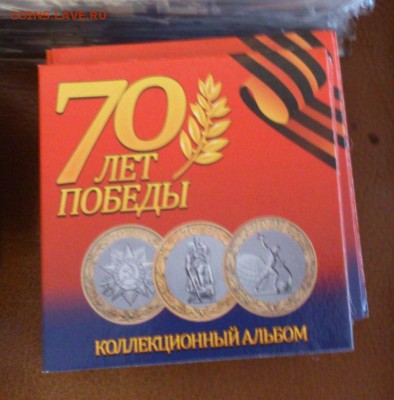 COINS.LAVE.RU
70
ЛЕТ
ПОБЕДЫ
КОЛЛЕКЦИОННЫЙ АЛЬБОМ